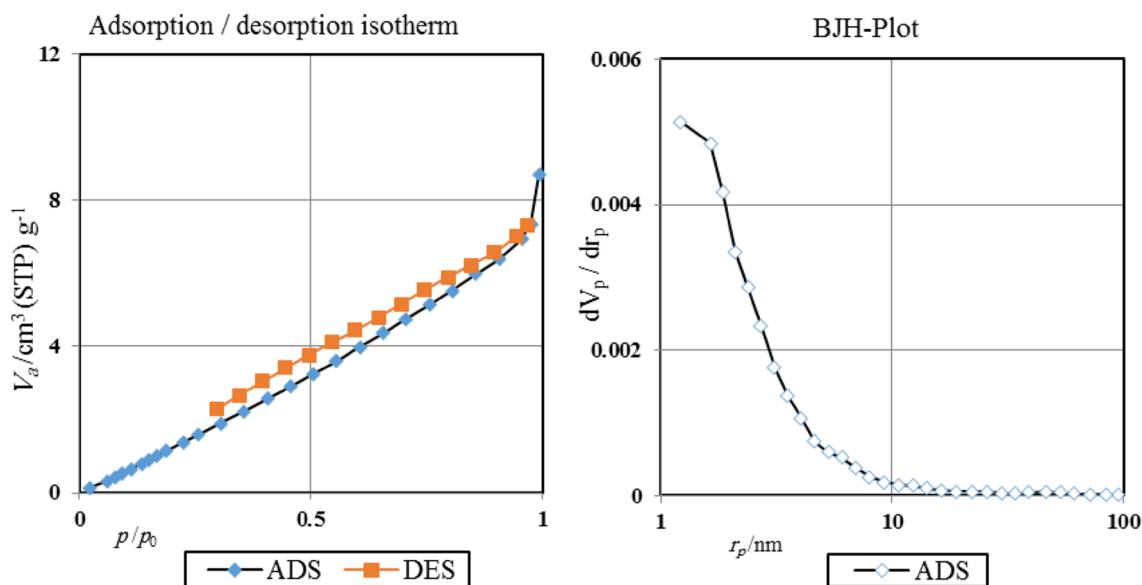 Adsorption / desorption isotherm
12
8
4
0
0
0.5
1
Vₐ/cm³ (STP) g⁻¹
p/p₀
ADS
DES
BJH-Plot
0.006
0.004
0.002
0
1
10
100
dVₚ / drₚ
rₚ/nm
ADS